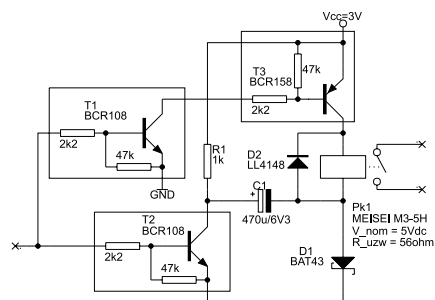 Vcc=3V
T3
BCR158
47k
2k2
T1
BCR108
2k2
47k
GND
R1
1k
D2
LL4148
C1
+
470u/6V3
Pk1
MEISEI M3-5H
V_nom = 5Vdc
R_uzw = 56ohm
T2
BCR108
2k2
47k
D1
BAT43